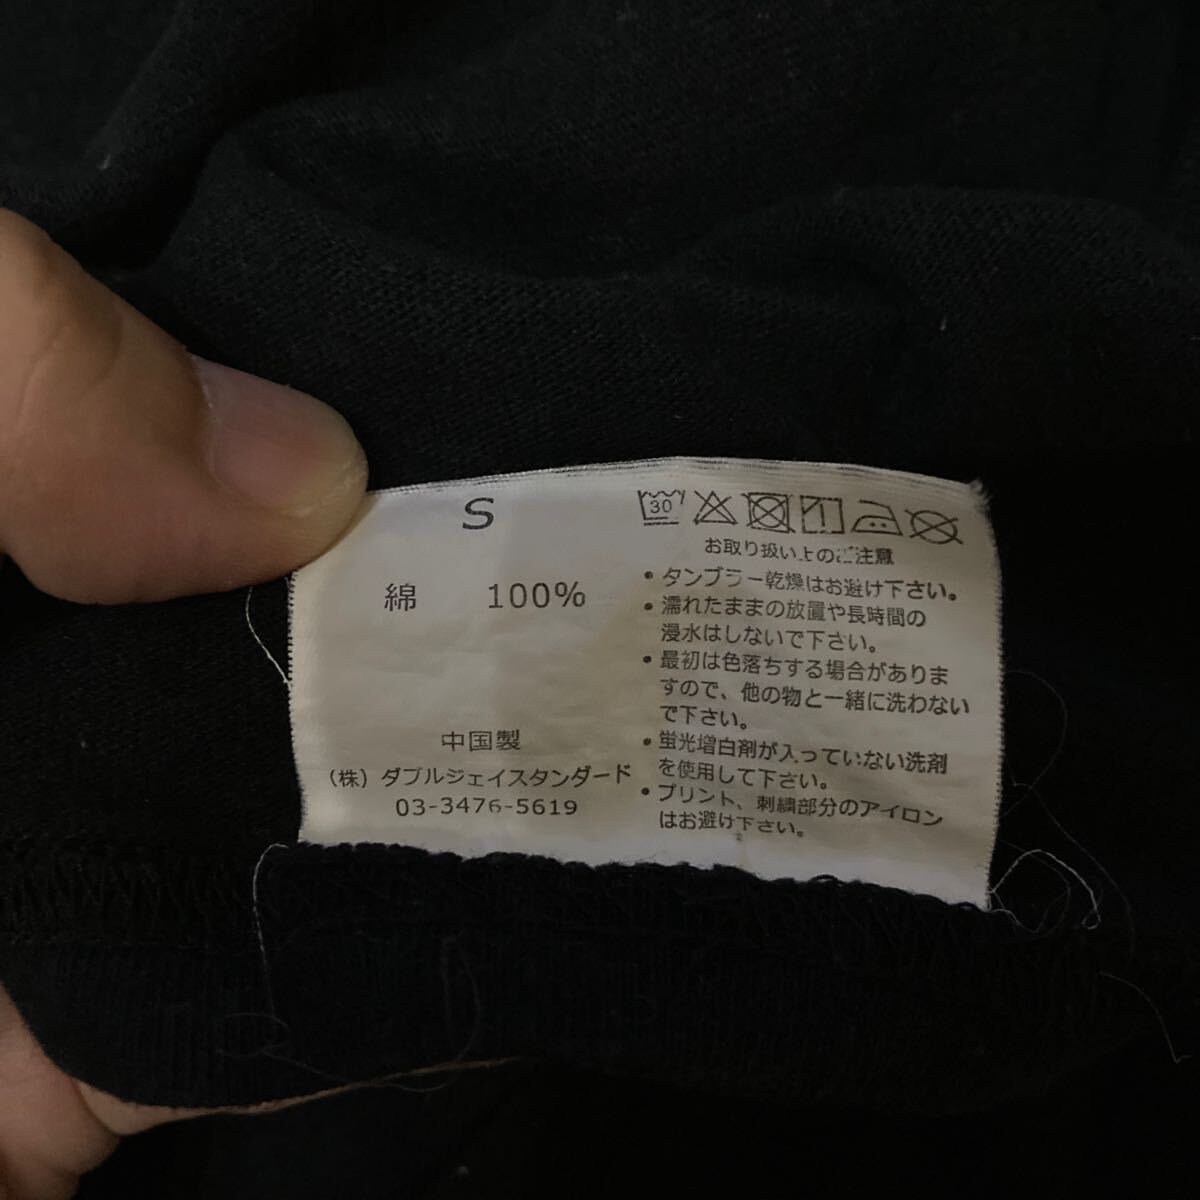 S
綿 100%
中国製
(株) ダブルジェイスタンダード
03-3476-5619
30
お取り扱い上のご注意
• タンブラー乾燥はお避け下さい。
• 濡れたままの放置や長時間の
浸水はしないで下さい。
• 最初は色落ちする場合がありま
すので、他の物と一緒に洗わない
で下さい。
• 蛍光増白剤が入っていない洗剤
を使用して下さい。
• プリント、刺繍部分のアイロン
はお避け下さい。